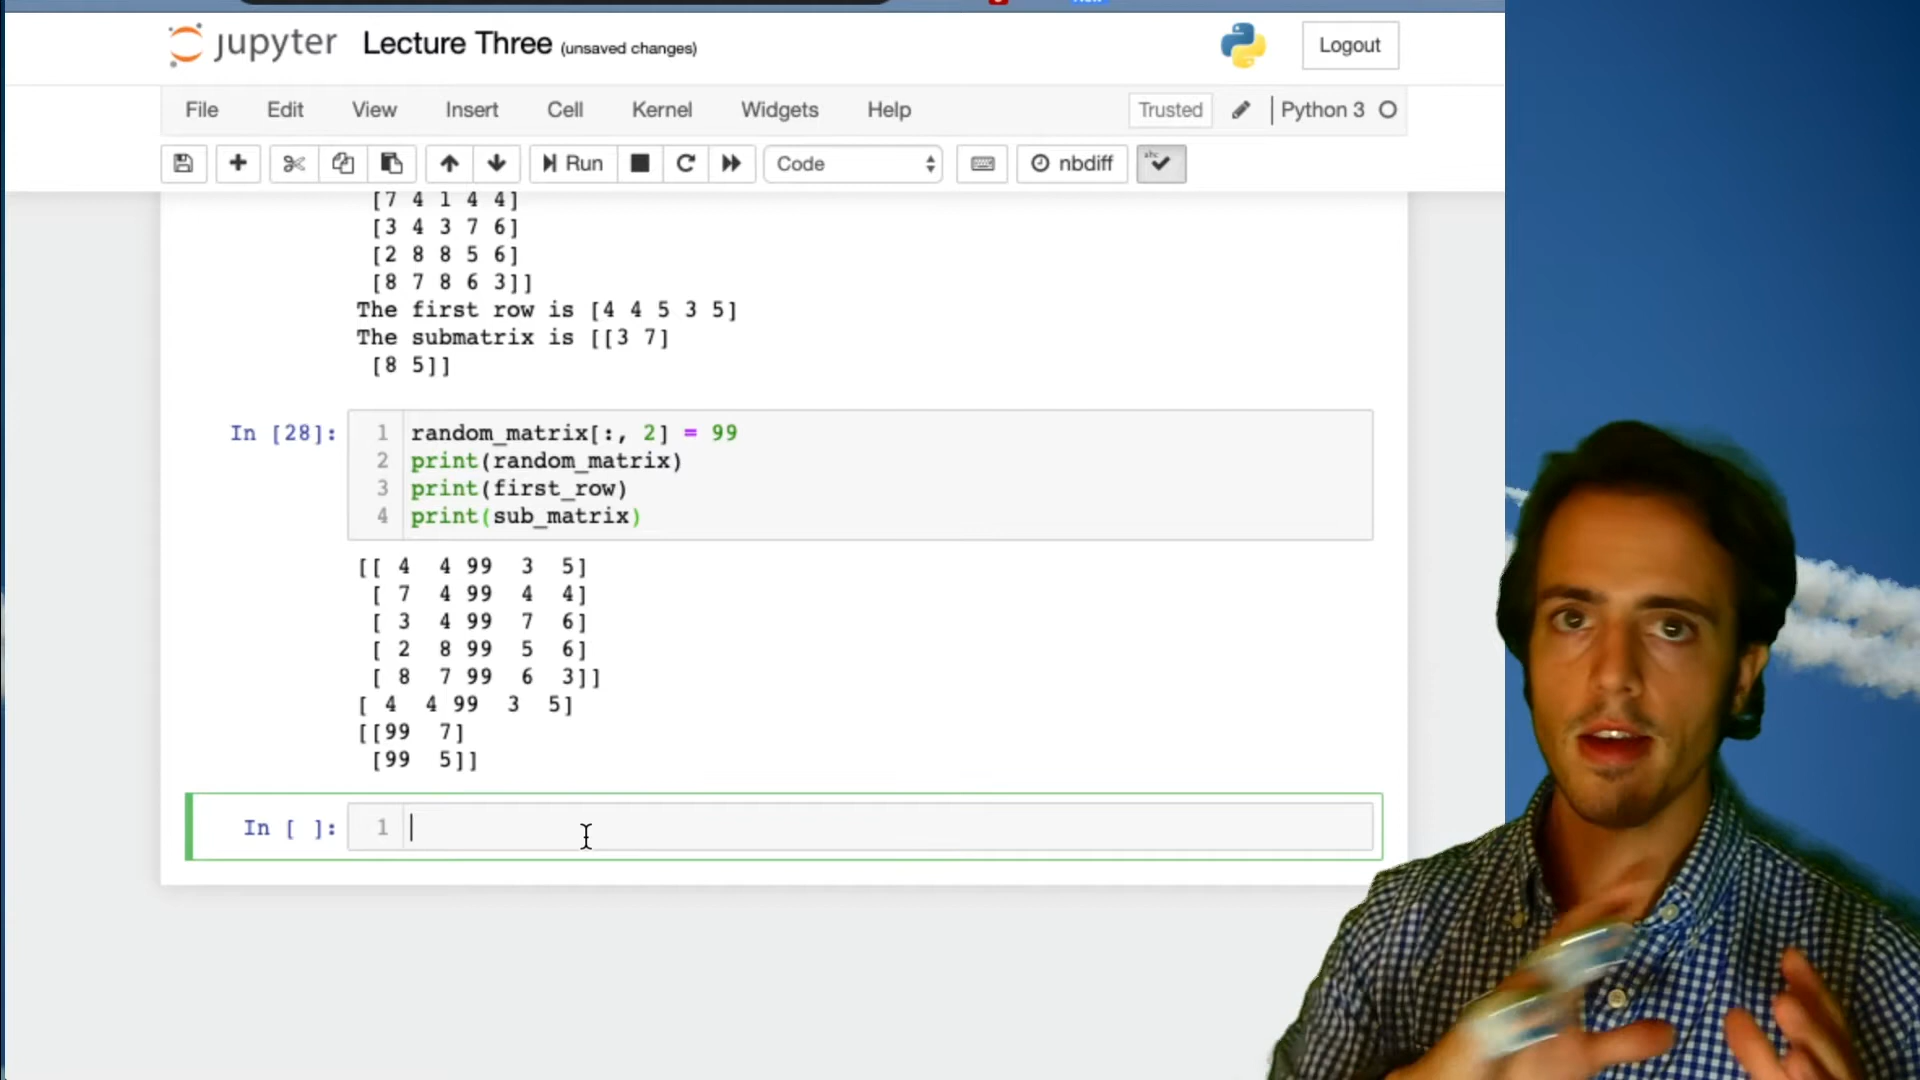 jupyter Lecture Three (unsaved changes) Logout
File Edit View Insert Cell Kernel Widgets Help Trusted Python 3
Run Code nbdiff abc
[7 4 1 4 4]
[3 4 3 7 6]
[2 8 8 5 6]
[8 7 8 6 3]]
The first row is [4 4 5 3 5]
The submatrix is [[3 7]
[8 5]]
In [28]: 1 random_matrix[:, 2] = 99
2 print(random_matrix)
3 print(first_row)
4 print(sub_matrix)
[[ 4 4 99 3 5]
[ 7 4 99 4 4]
[ 3 4 99 7 6]
[ 2 8 99 5 6]
[ 8 7 99 6 3]]
[ 4 4 99 3 5]
[[99 7]
[99 5]]
In [ ]: 1